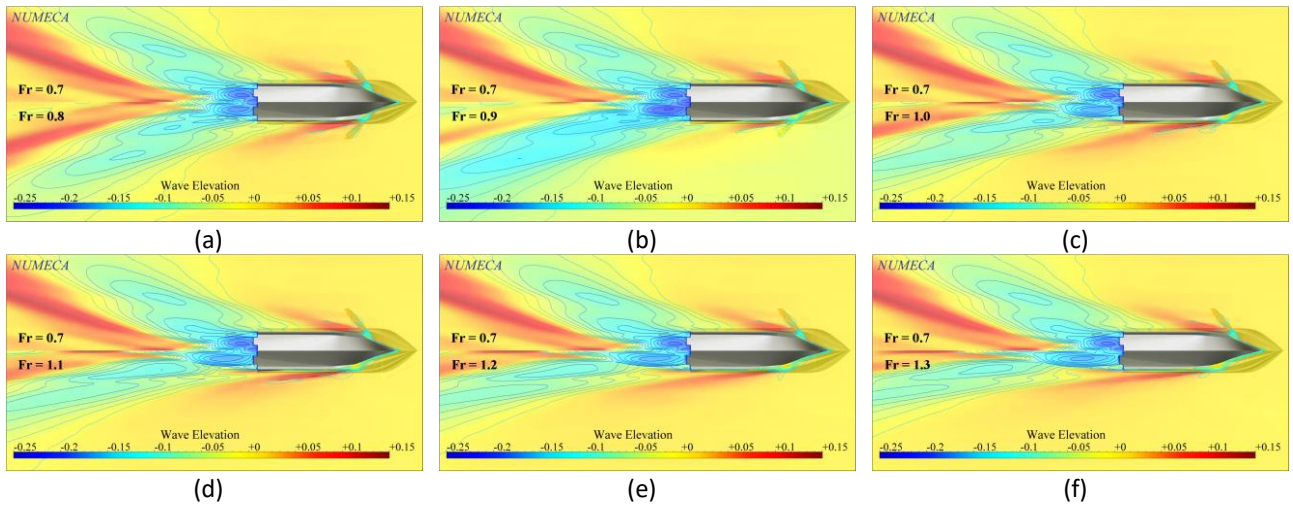 NUMECA
Fr = 0.7
Fr = 0.8
Wave Elevation
-0.25 -0.2 -0.15 -0.1 -0.05 +0 +0.05 +0.1 +0.15
(a)
NUMECA
Fr = 0.7
Fr = 0.9
Wave Elevation
-0.25 -0.2 -0.15 -0.1 -0.05 +0 +0.05 +0.1 +0.15
(b)
NUMECA
Fr = 0.7
Fr = 1.0
Wave Elevation
-0.25 -0.2 -0.15 -0.1 -0.05 +0 +0.05 +0.1 +0.15
(c)
NUMECA
Fr = 0.7
Fr = 1.1
Wave Elevation
-0.25 -0.2 -0.15 -0.1 -0.05 +0 +0.05 +0.1 +0.15
(d)
NUMECA
Fr = 0.7
Fr = 1.2
Wave Elevation
-0.25 -0.2 -0.15 -0.1 -0.05 +0 +0.05 +0.1 +0.15
(e)
NUMECA
Fr = 0.7
Fr = 1.3
Wave Elevation
-0.25 -0.2 -0.15 -0.1 -0.05 +0 +0.05 +0.1 +0.15
(f)